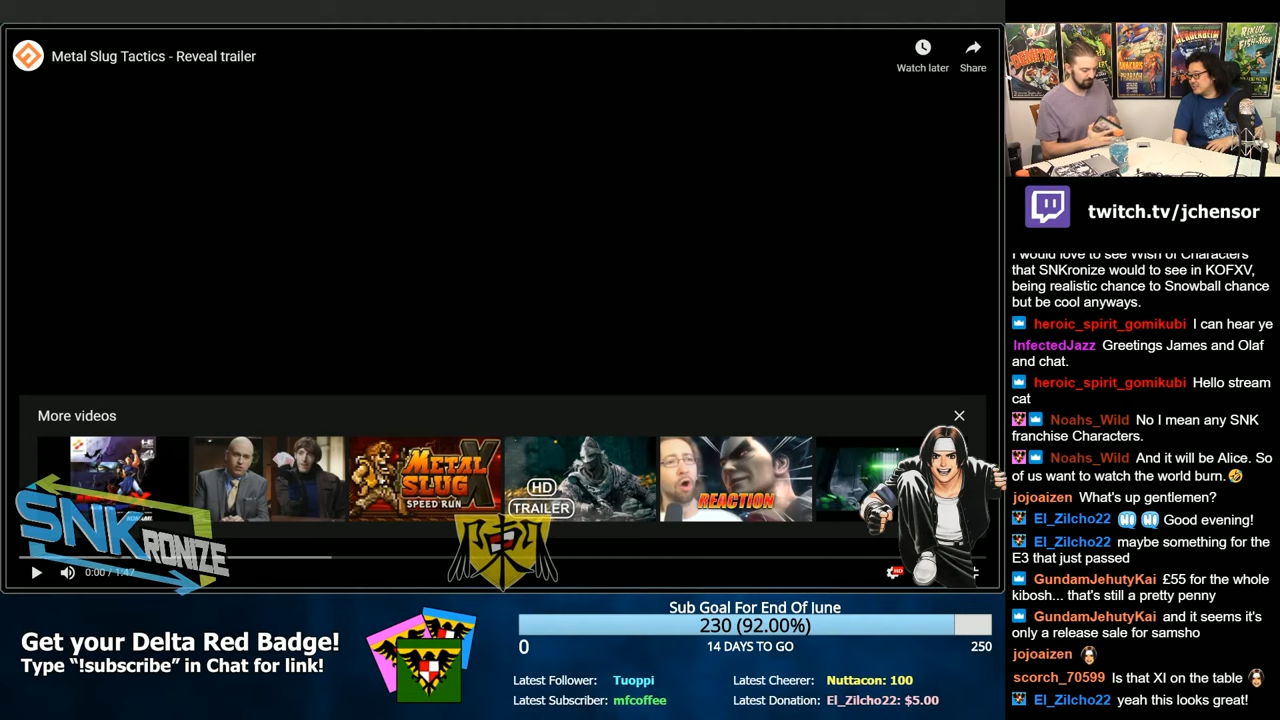 Metal Slug Tactics - Reveal trailer
Watch later
Share
More videos
METAL
SLUG X
SPEED RUN
HD
TRAILER
REACTION
SNK
RONIZE
0:00 / 1:47
HD
twitch.tv/jchensor
I would love to see Wish of Characters
that SNKronize would to see in KOFXV,
being realistic chance to Snowball chance
but be cool anyways.
heroic_spirit_gomikubi I can hear ye
InfectedJazz Greetings James and Olaf
and chat.
heroic_spirit_gomikubi Hello stream
cat
Noahs_Wild No I mean any SNK
franchise Characters.
Noahs_Wild And it will be Alice. So
of us want to watch the world burn.🤣
jojoaizen What's up gentlemen?
El_Zilcho22 Good evening!
El_Zilcho22 maybe something for the
E3 that just passed
GundamJehutyKai £55 for the whole
kibosh... that's still a pretty penny
GundamJehutyKai and it seems it's
only a release sale for samsho
jojoaizen
scorch_70599 Is that XI on the table
El_Zilcho22 yeah this looks great!
Get your Delta Red Badge!
Type "!subscribe" in Chat for link!
Sub Goal For End Of June
230 (92.00%)
0 14 DAYS TO GO 250
Latest Follower: Tuoppi
Latest Subscriber: mfcoffee
Latest Cheerer: Nuttacon: 100
Latest Donation: El_Zilcho22: $5.00